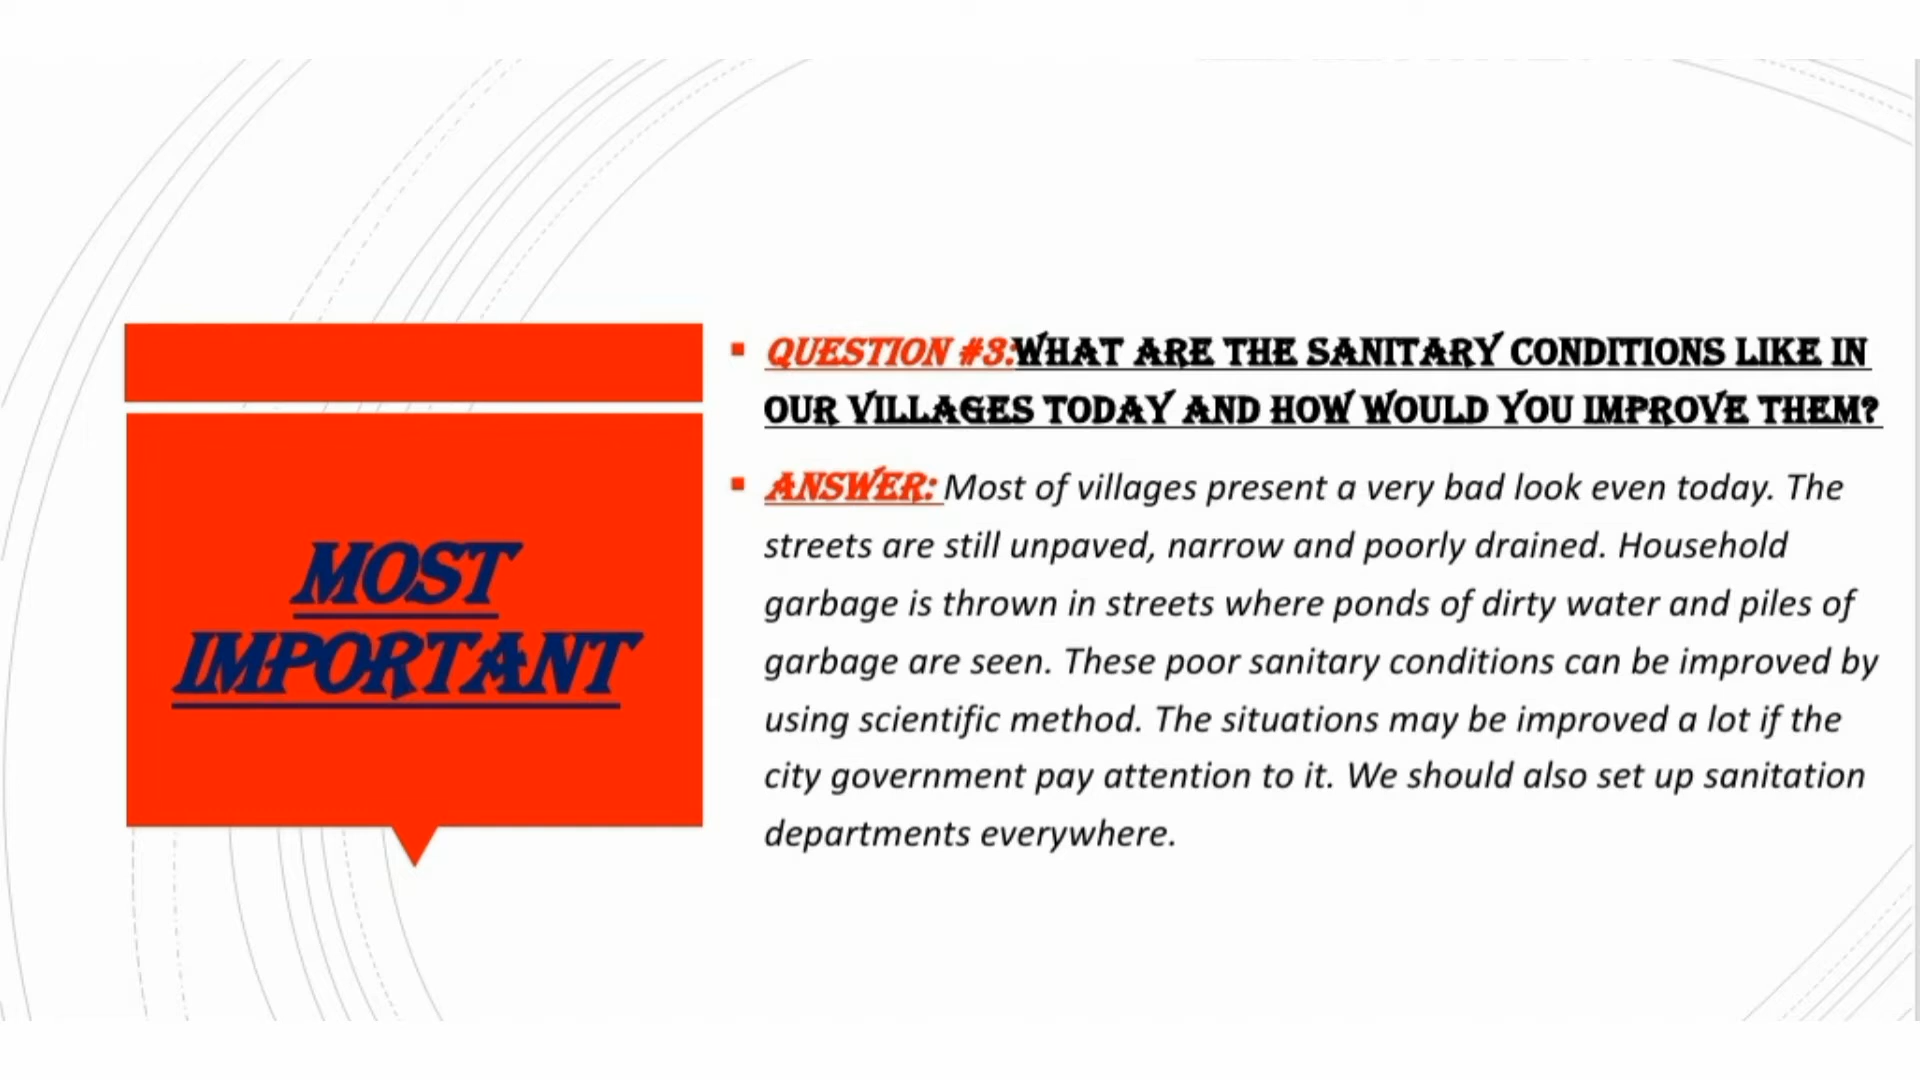 MOST
IMPORTANT
QUESTION #3:WHAT ARE THE SANITARY CONDITIONS LIKE IN
OUR VILLAGES TODAY AND HOW WOULD YOU IMPROVE THEM?
ANSWER: Most of villages present a very bad look even today. The
streets are still unpaved, narrow and poorly drained. Household
garbage is thrown in streets where ponds of dirty water and piles of
garbage are seen. These poor sanitary conditions can be improved by
using scientific method. The situations may be improved a lot if the
city government pay attention to it. We should also set up sanitation
departments everywhere.